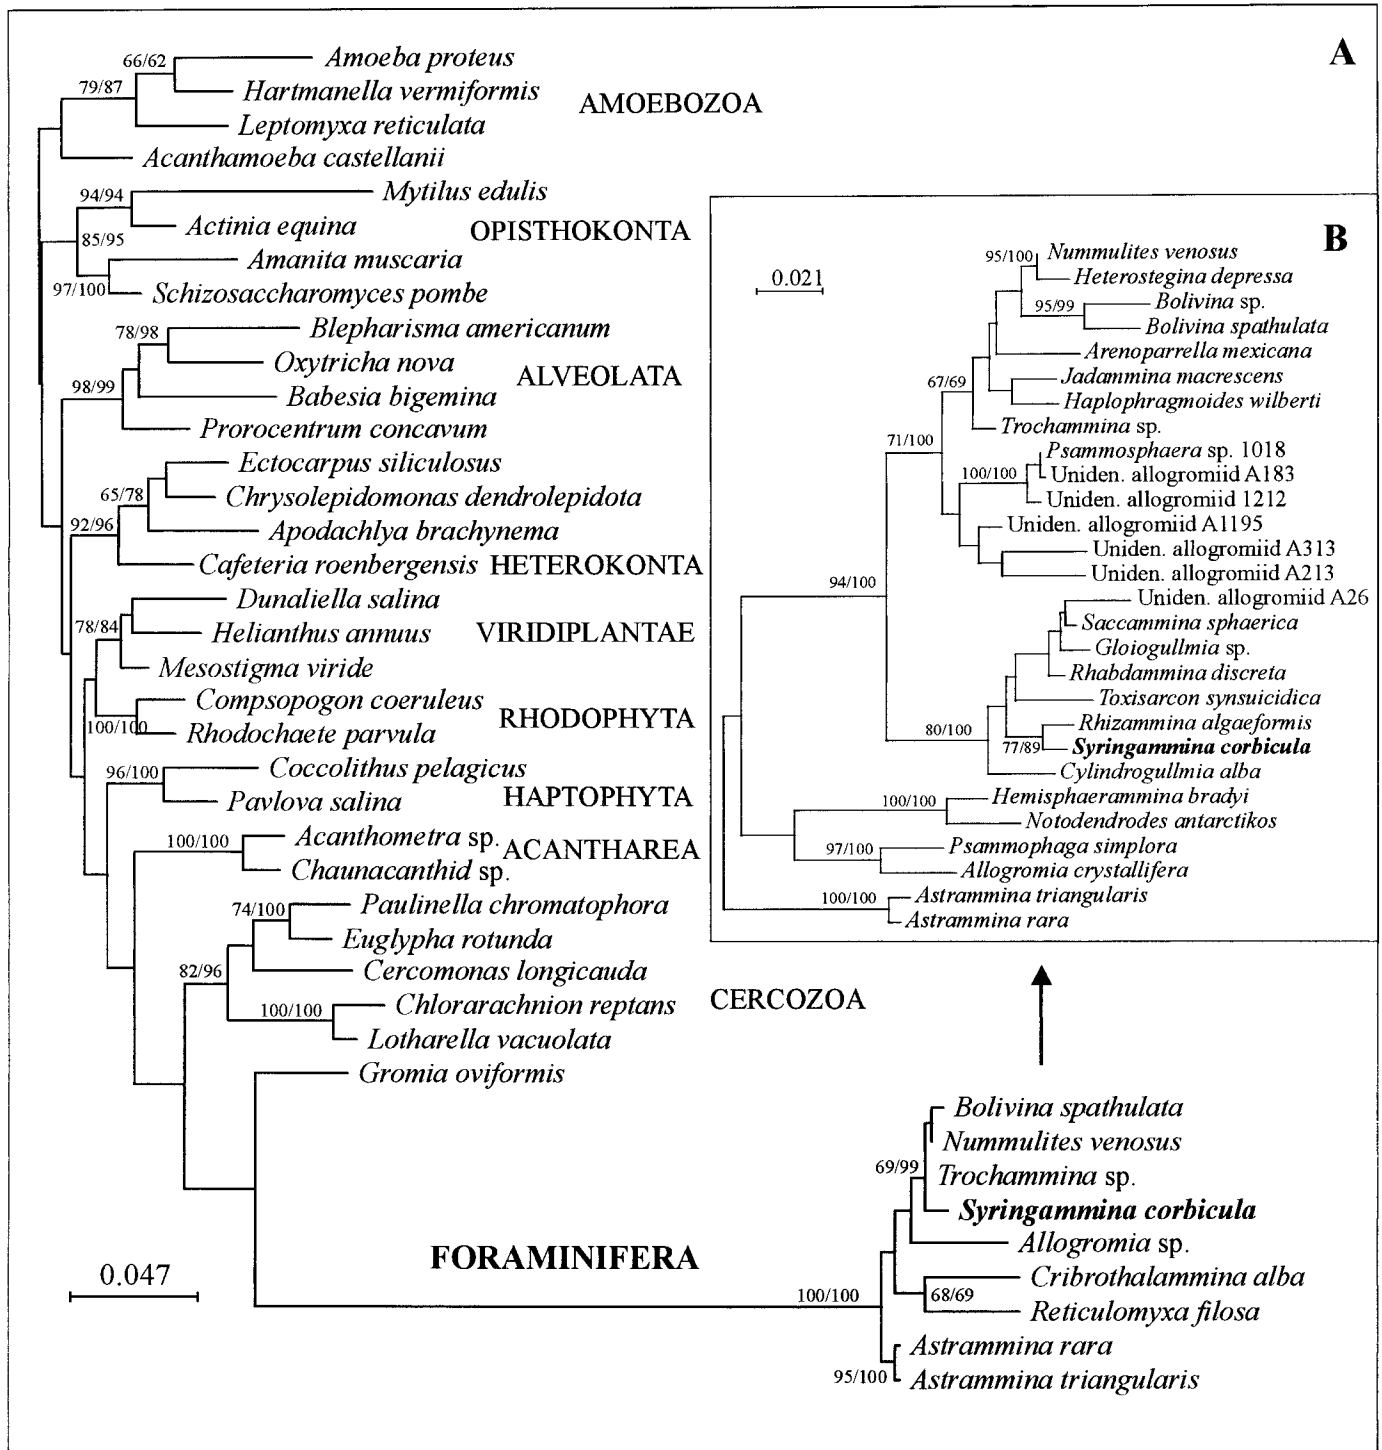 A
66/62
Amoeba proteus
79/87
Hartmanella vermiformis
AMOEBOZOA
Leptomyxa reticulata
Acanthamoeba castellanii
94/94
Mytilus edulis
Actinia equina
OPISTHOKONTA
85/95
Amanita muscaria
97/100
Schizosaccharomyces pombe
78/98
Blepharisma americanum
Oxytricha nova
ALVEOLATA
98/99
Babesia bigemina
Prorocentrum concavum
Ectocarpus siliculosus
65/78
Chrysolepidomonas dendrolepidota
92/96
Apodachlya brachynema
Cafeteria roenbergensis HETEROKONTA
Dunaliella salina
78/84
Helianthus annuus
VIRIDIPLANTAE
Mesostigma viride
Compsopogon coeruleus
RHODOPHYTA
100/100
Rhodochaete parvula
96/100
Coccolithus pelagicus
Pavlova salina
HAPTOPHYTA
100/100
Acanthometra sp.
ACANTHAREA
Chaunacanthid sp.
74/100
Paulinella chromatophora
Euglypha rotunda
82/96
Cercomonas longicauda
100/100
Chlorarachnion reptans
CERCOZOA
Lotharella vacuolata
Gromia oviformis
Bolivina spathulata
Nummulites venosus
69/99
Trochammina sp.
Syringammina corbicula
FORAMINIFERA
Allogromia sp.
0.047
100/100
Cribrothalammina alba
68/69
Reticulomyxa filosa
Astrammina rara
95/100
Astrammina triangularis
B
0.021
95/100
Nummulites venosus
Heterostegina depressa
95/99
Bolivina sp.
Bolivina spathulata
Arenoparrella mexicana
67/69
Jadammina macrescens
Haplophragmoides wilberti
Trochammina sp.
71/100
Psammosphaera sp. 1018
100/100
Uniden. allogromiid A183
Uniden. allogromiid 1212
Uniden. allogromiid A1195
Uniden. allogromiid A313
Uniden. allogromiid A213
94/100
Uniden. allogromiid A26
Saccammina sphaerica
Gloiogullmia sp.
Rhabdammina discreta
Toxisarcon synsuicidica
80/100
Rhizammina algaeformis
77/89
Syringammina corbicula
Cylindrogullmia alba
100/100
Hemisphaerammina bradyi
Notodendrodes antarctikos
97/100
Psammophaga simplora
Allogromia crystallifera
100/100
Astrammina triangularis
Astrammina rara